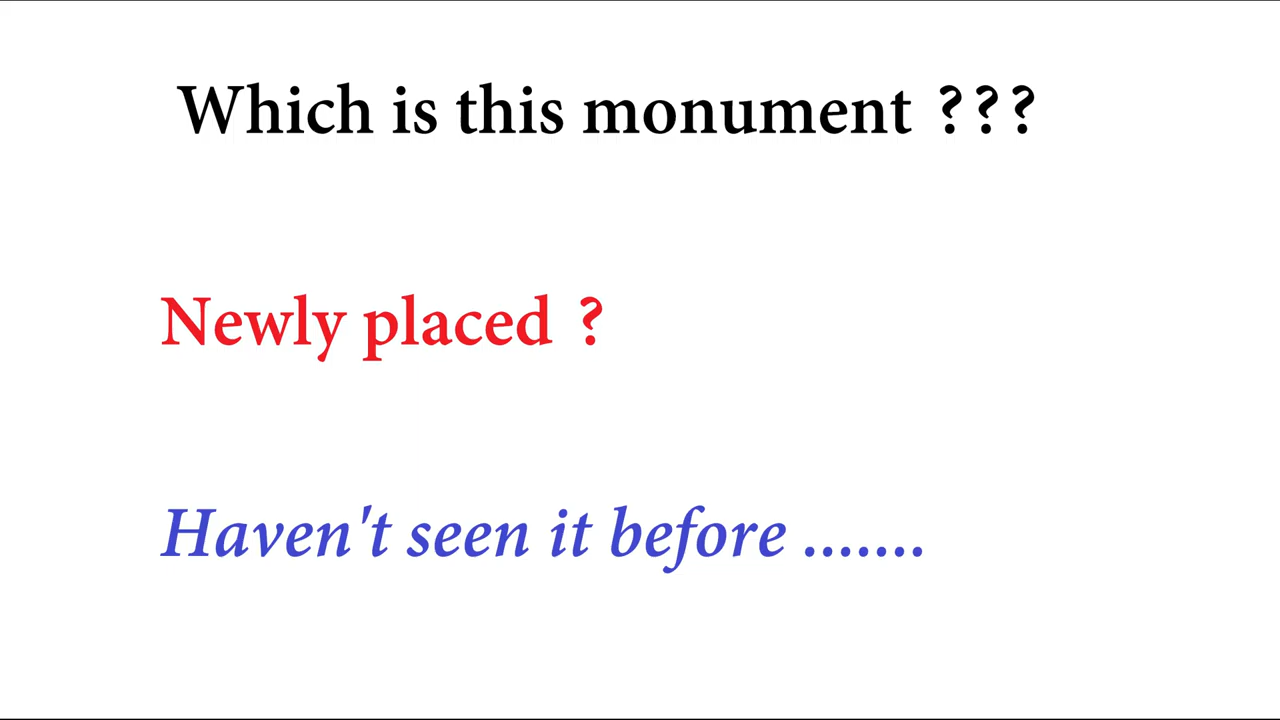 Which is this monument ???
Newly placed ?
Haven't seen it before .......